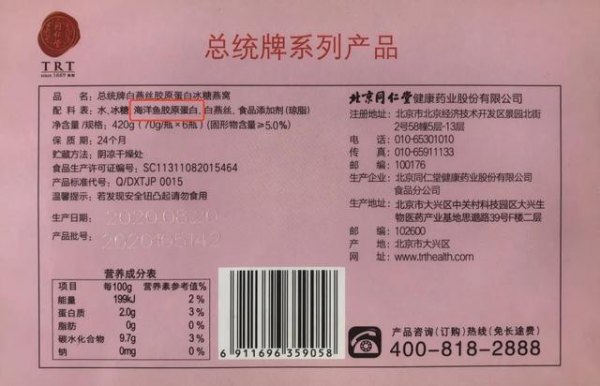 同仁堂
TRT
since 1669
总统牌系列产品
品 名：总统牌白燕丝胶原蛋白冰糖燕窝
配 料 表：水、冰糖、海洋鱼胶原蛋白、白燕丝、食品添加剂(琼脂)
净含量/规格：420g (70g/瓶×6瓶) (固形物含量≥5.0%)
保 质 期：24个月
贮藏方法：阴凉干燥处
食品生产许可证编号：SC11311082015464
产品标准代号：Q/DXTJP 0015
温馨提示：若发现安全钮凸起请勿食用
生产日期：2020.08.20
产品批号：
北京同仁堂健康药业股份有限公司
注册地址：北京市北京经济技术开发区景园北街
2号58幢5层1-13层
电 话：010-65301010
传 真：010-65911133
邮 编：100176
生产企业：北京同仁堂健康药业股份有限公司
食品分公司
生产地址：北京市大兴区中关村科技园区大兴生
物医药产业基地思邈路39号F楼二层
邮 编：102600
产 地：北京市大兴区
网 址：www.trthealth.com
营养成分表
项目 每100g 营养素参考值%
能量 199kJ 2%
蛋白质 2.0g 3%
脂肪 0g 0%
碳水化合物 9.7g 3%
钠 0mg 0%
6 911696 359058
产品咨询(订购)热线(免长途费)
400-818-2888